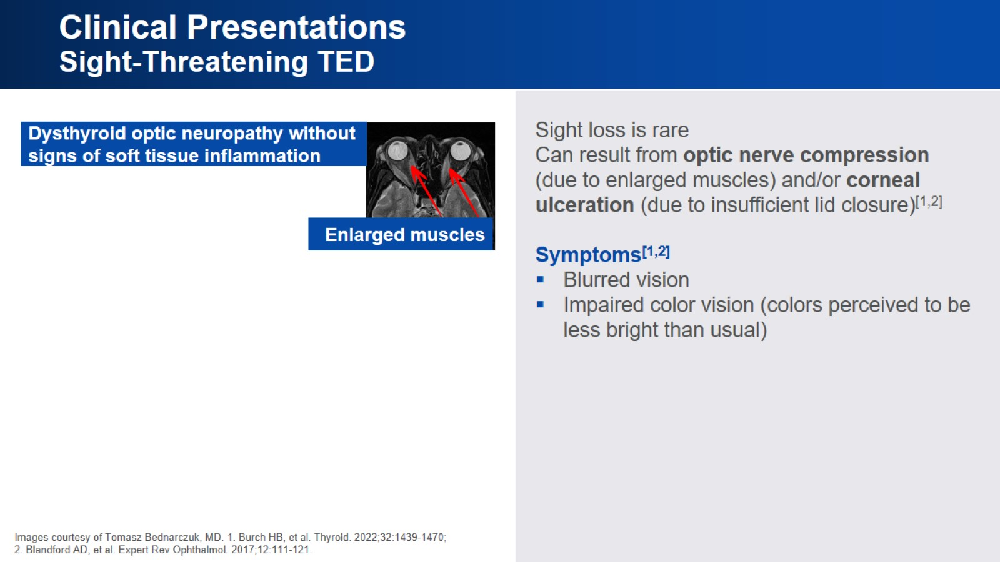 Clinical Presentations
Sight-Threatening TED
Dysthyroid optic neuropathy without
signs of soft tissue inflammation
Enlarged muscles
Sight loss is rare
Can result from optic nerve compression
(due to enlarged muscles) and/or corneal
ulceration (due to insufficient lid closure)[1,2]
Symptoms[1,2]
▪ Blurred vision
▪ Impaired color vision (colors perceived to be
less bright than usual)
Images courtesy of Tomasz Bednarczuk, MD. 1. Burch HB, et al. Thyroid. 2022;32:1439-1470;
2. Blandford AD, et al. Expert Rev Ophthalmol. 2017;12:111-121.